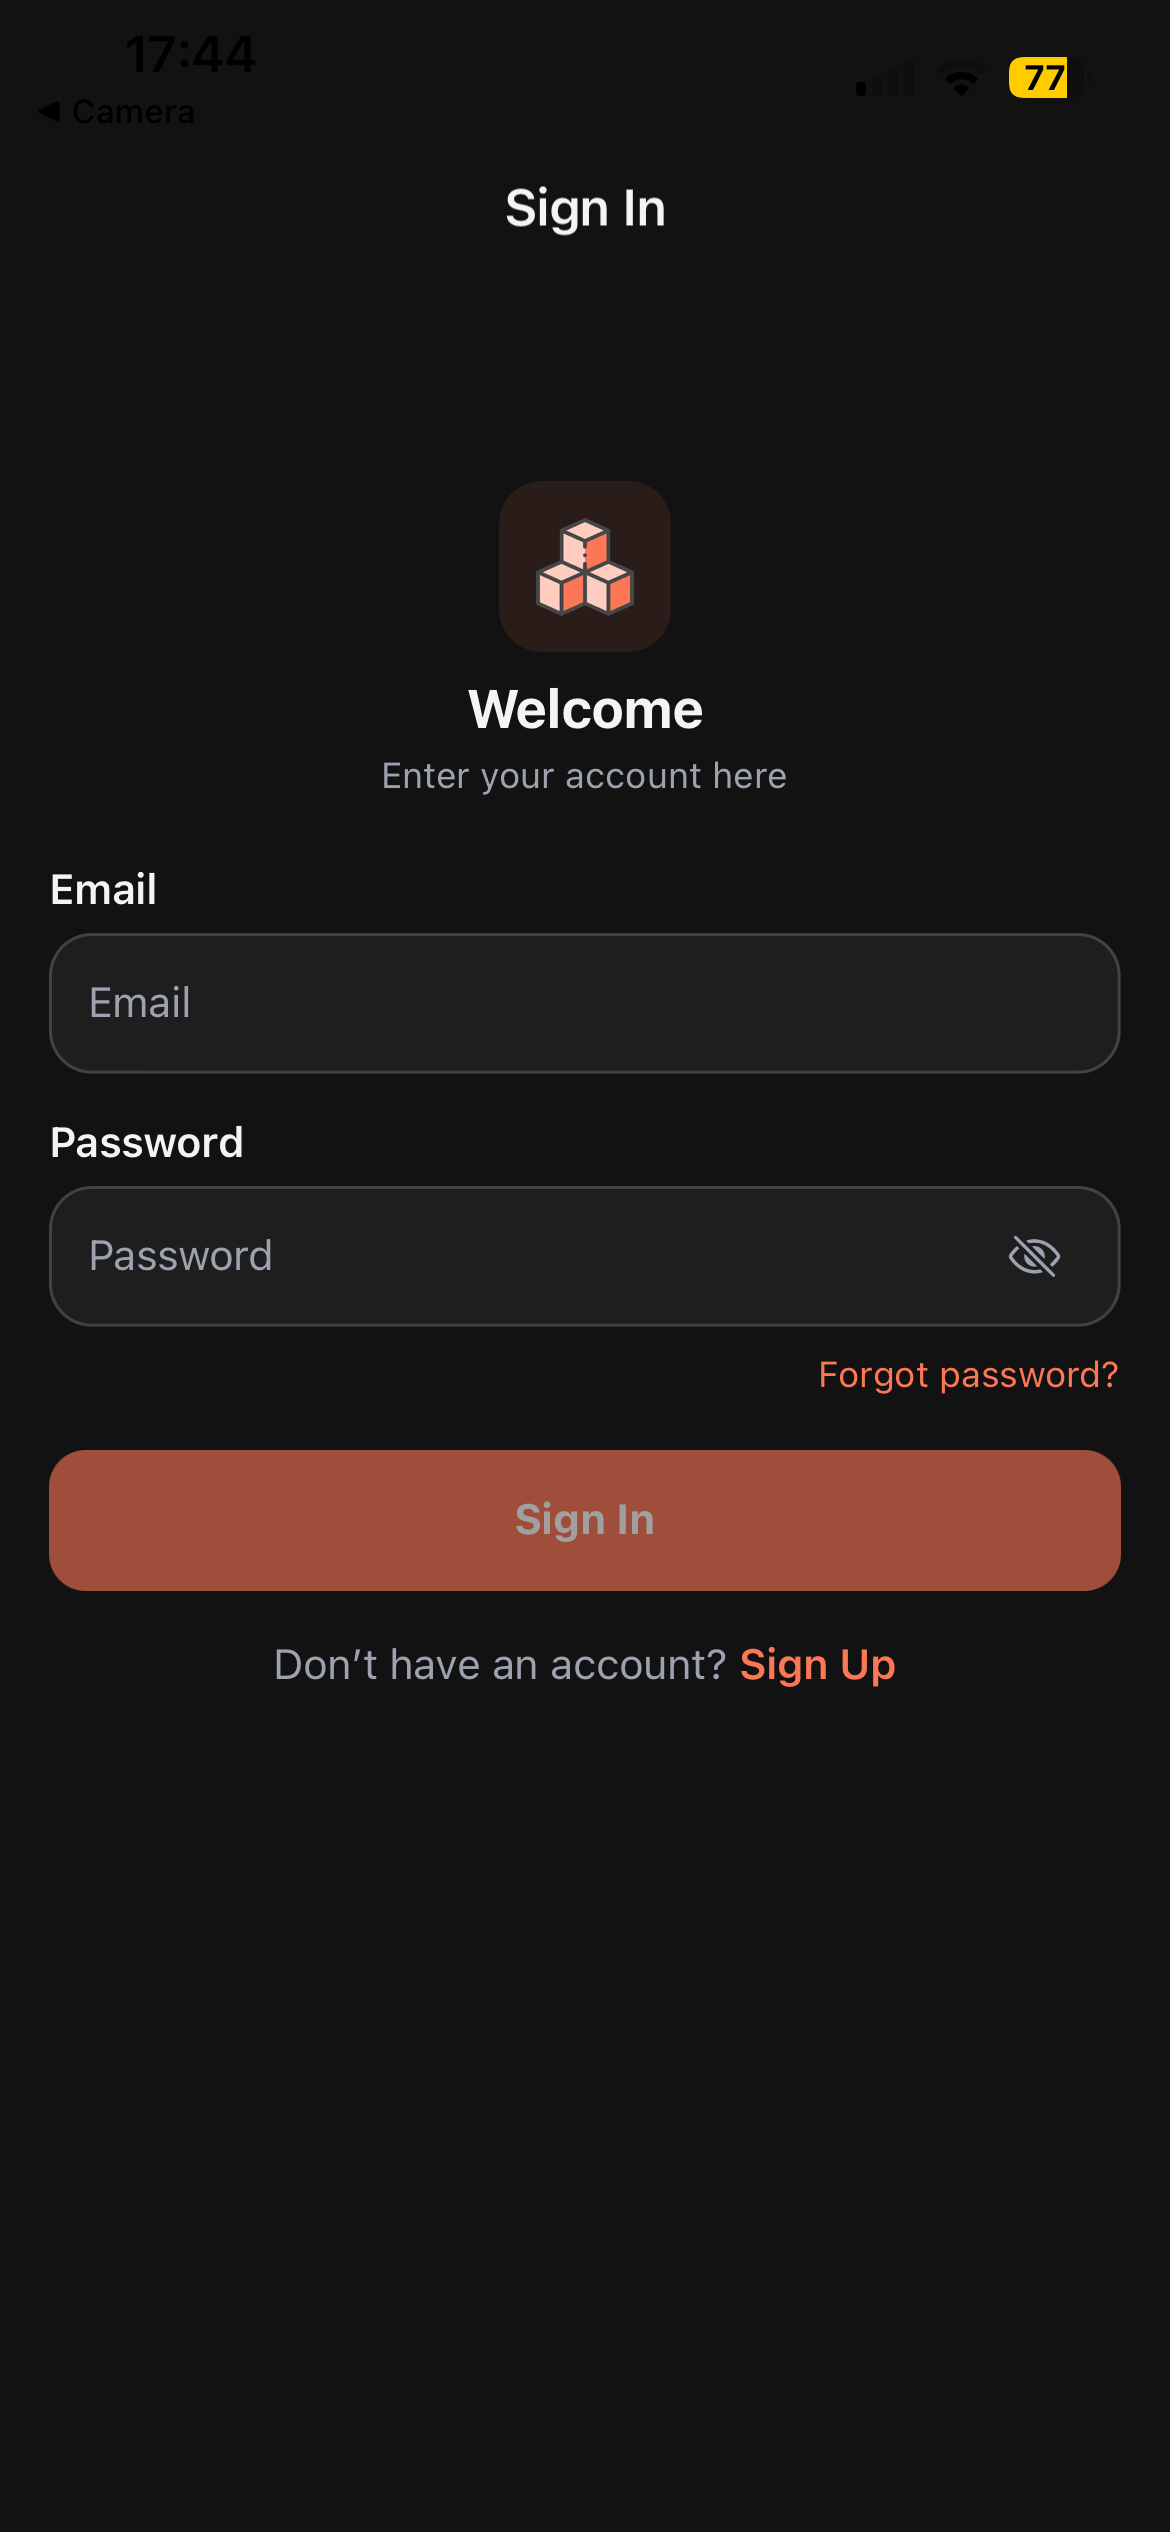 17:44
77
◀ Camera
Sign In
Welcome
Enter your account here
Email
Email
Password
Password
Forgot password?
Sign In
Don’t have an account? Sign Up